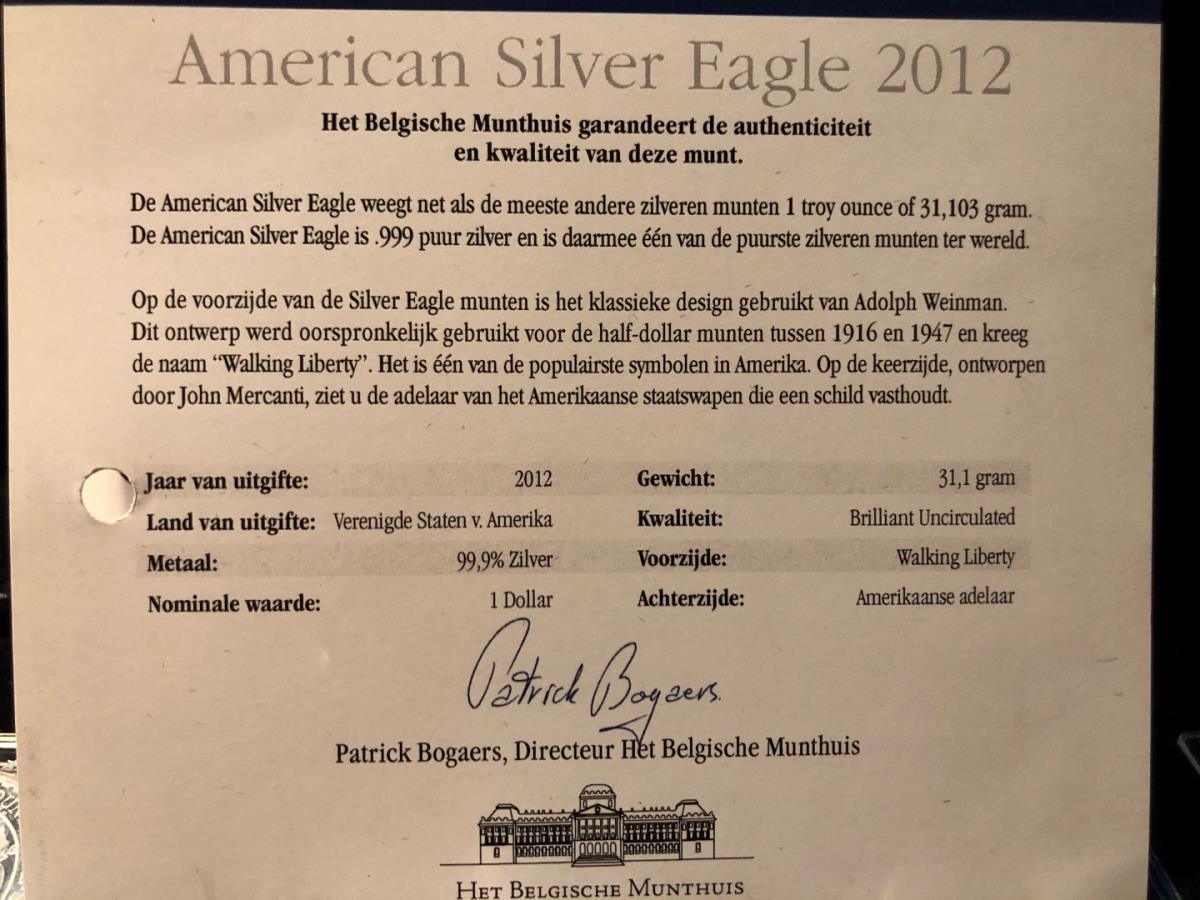 American Silver Eagle 2012
Het Belgische Munthuis garandeert de authenticiteit
en kwaliteit van deze munt.
De American Silver Eagle weegt net als de meeste andere zilveren munten 1 troy ounce of 31,103 gram.
De American Silver Eagle is .999 puur zilver en is daarmee één van de puurste zilveren munten ter wereld.
Op de voorzijde van de Silver Eagle munten is het klassieke design gebruikt van Adolph Weinman.
Dit ontwerp werd oorspronkelijk gebruikt voor de half-dollar munten tussen 1916 en 1947 en kreeg
de naam “Walking Liberty”. Het is één van de populairste symbolen in Amerika. Op de keerzijde, ontworpen
door John Mercanti, ziet u de adelaar van het Amerikaanse staatswapen die een schild vasthoudt.
Jaar van uitgifte: 2012 Gewicht: 31,1 gram
Land van uitgifte: Verenigde Staten v. Amerika Kwaliteit: Brilliant Uncirculated
Metaal: 99,9% Zilver Voorzijde: Walking Liberty
Nominale waarde: 1 Dollar Achterzijde: Amerikaanse adelaar
Patrick Bogaers
Patrick Bogaers, Directeur Het Belgische Munthuis
HET BELGISCHE MUNTHUIS